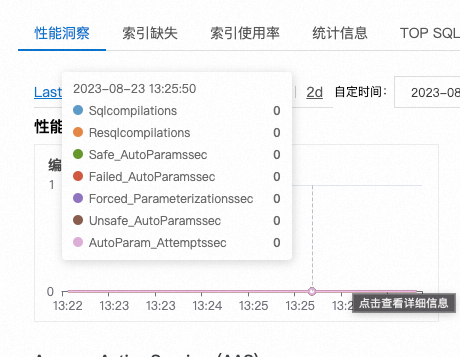 性能洞察 索引缺失 索引使用率 统计信息 TOP SQL
Last 2d 自定时间： 2023-08
2023-08-23 13:25:50
Sqlcompilations 0
Resqlcompilations 0
Safe_AutoParamssec 0
Failed_AutoParamssec 0
Forced_Parameterizationssec 0
Unsafe_AutoParamssec 0
AutoParam_Attemptssec 0
性能
编
1
0
13:22 13:23 13:23 13:24 13:25 13:25
点击查看详细信息